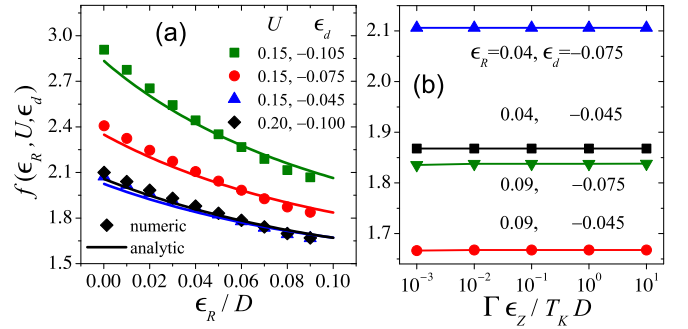 (a)
U ϵ_d
0.15, −0.105
0.15, −0.075
0.15, −0.045
0.20, −0.100
numeric
analytic
f(ϵ_R, U, ϵ_d)
3.0
2.7
2.4
2.1
1.8
1.5
0.00 0.02 0.04 0.06 0.08 0.10
ϵ_R / D
(b)
ϵ_R=0.04, ϵ_d=−0.075
0.04, −0.045
0.09, −0.075
0.09, −0.045
2.1
2.0
1.9
1.8
1.7
10^−3 10^−2 10^−1 10^0 10^1
Γ ϵ_Z / T_K D